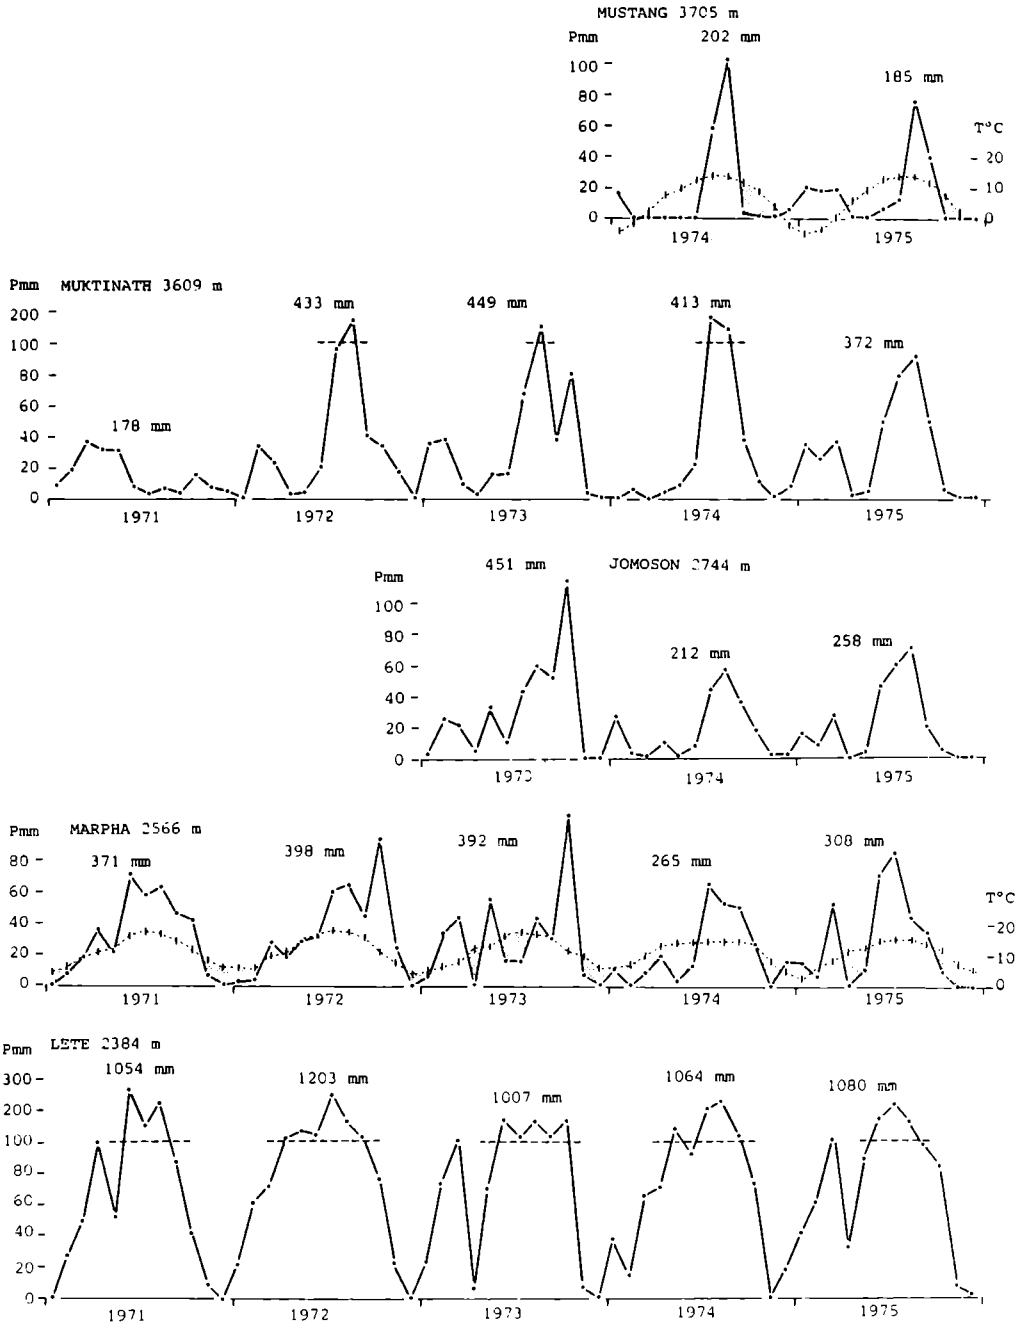 MUSTANG 3705 m
Pmm 202 mm
100
185 mm
80
60
T°C
40
20
20
10
0
0
1974 1975
Pmm MUKTINATH 3609 m
433 mm 449 mm 413 mm
200
100
372 mm
80
60
178 mm
40
20
0
1971 1972 1973 1974 1975
451 mm JOMOSON 2744 m
Pmm
100
80
212 mm 258 mm
60
40
20
0
1973 1974 1975
Pmm MARPHA 2566 m
371 mm 398 mm 392 mm 265 mm 308 mm
80
60
T°C
40
20
20
10
0
0
1971 1972 1973 1974 1975
Pmm LETE 2384 m
1054 mm 1203 mm 1007 mm 1064 mm 1080 mm
300
200
100
80
60
40
20
0
1971 1972 1973 1974 1975